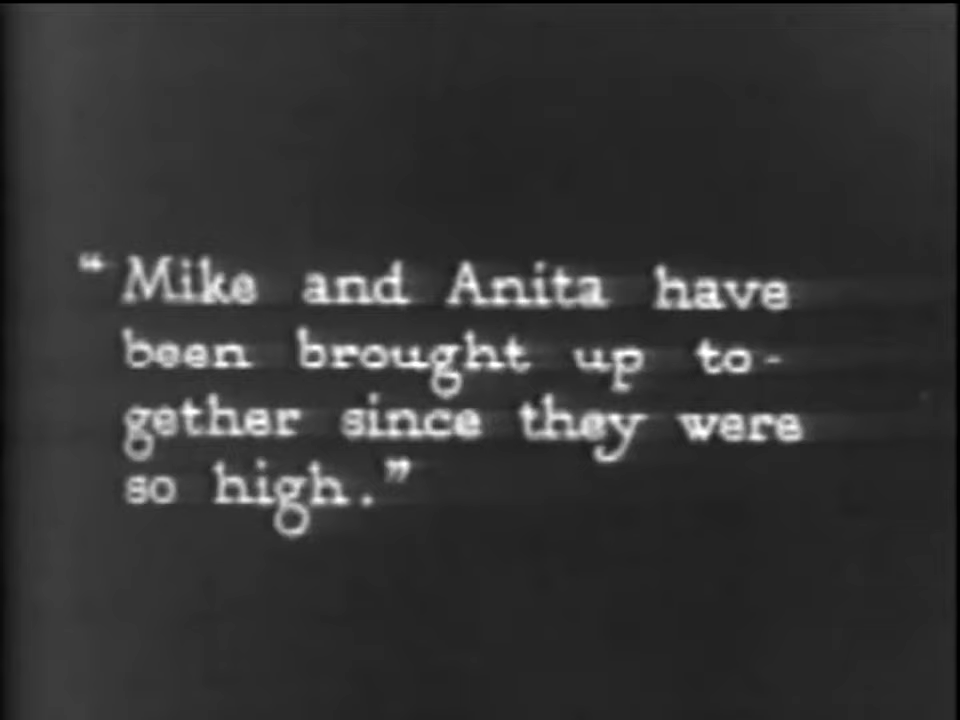 “Mike and Anita have
been brought up to-
gether since they were
so high.”